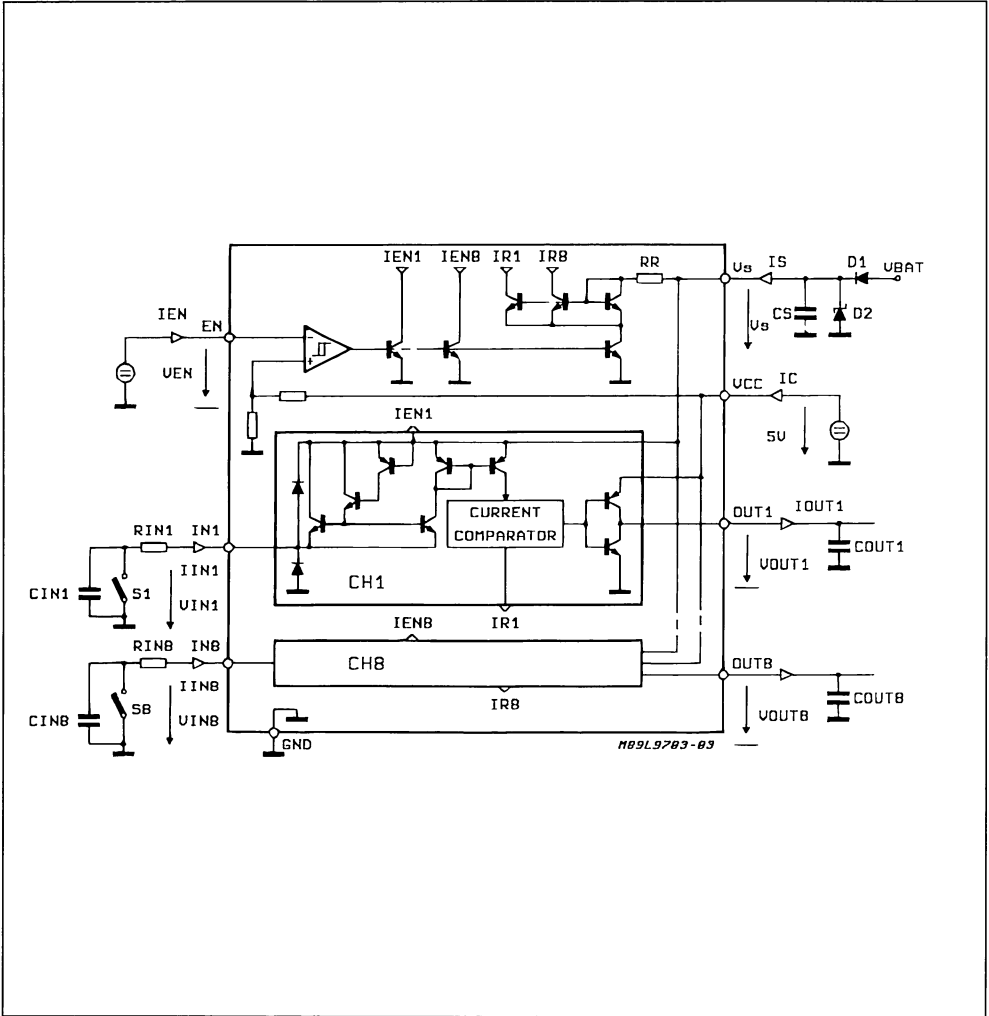 IEN1 IEN8 IR1 IR8
RR
Vs
IS
D1
VBAT
CS
D2
Vs
IEN
EN
VEN
VCC
IC
5V
IEN1
CURRENT
COMPARATOR
CH1
IR1
RIN1
IN1
IIN1
CIN1
S1
VIN1
OUT1
IOUT1
COUT1
VOUT1
IEN8
RIN8
IN8
CH8
IIN8
CIN8
S8
VIN8
IR8
OUT8
COUT8
VOUT8
GND
M89L9703-03